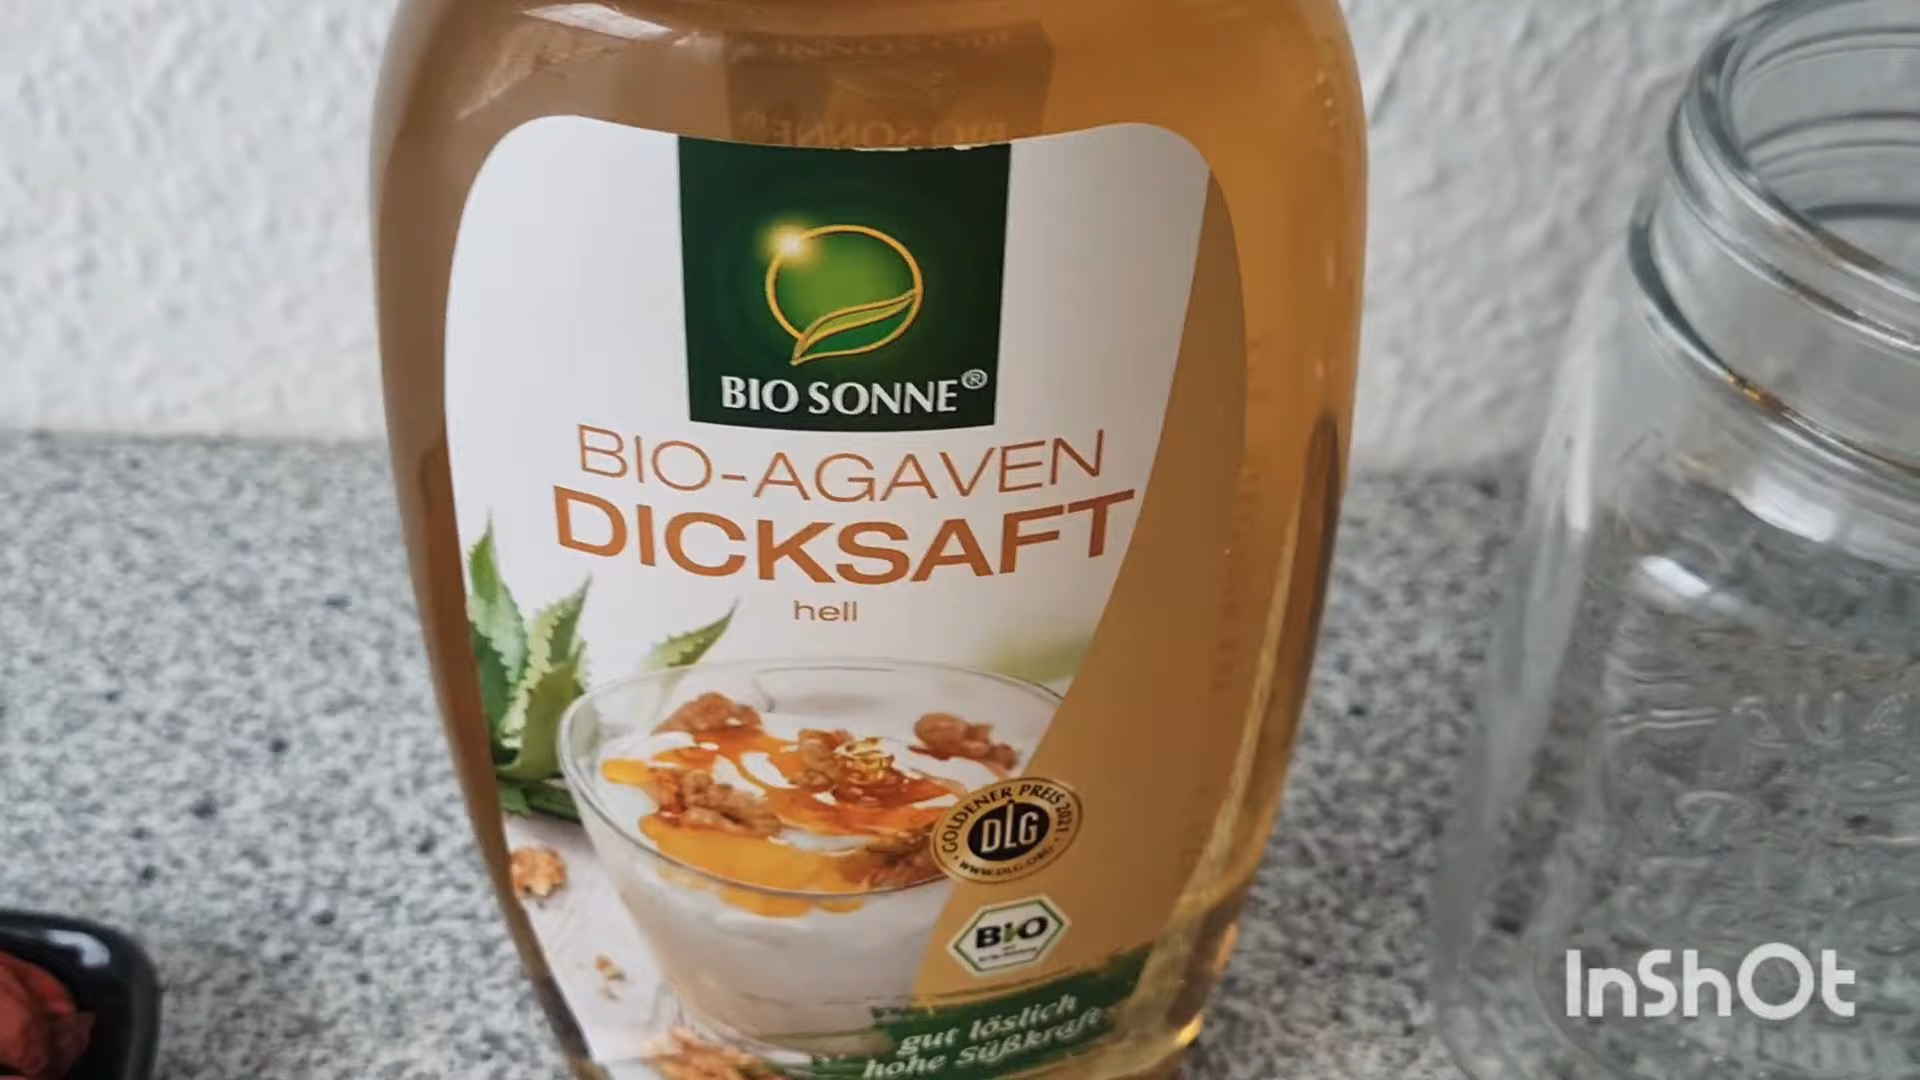 BIO SONNE®
BIO-AGAVEN
DICKSAFT
hell
GOLDENER PREIS 2021
DLG
WWW.DLG.ORG
BIO
gut löslich
hohe Süßkraft
InShOt